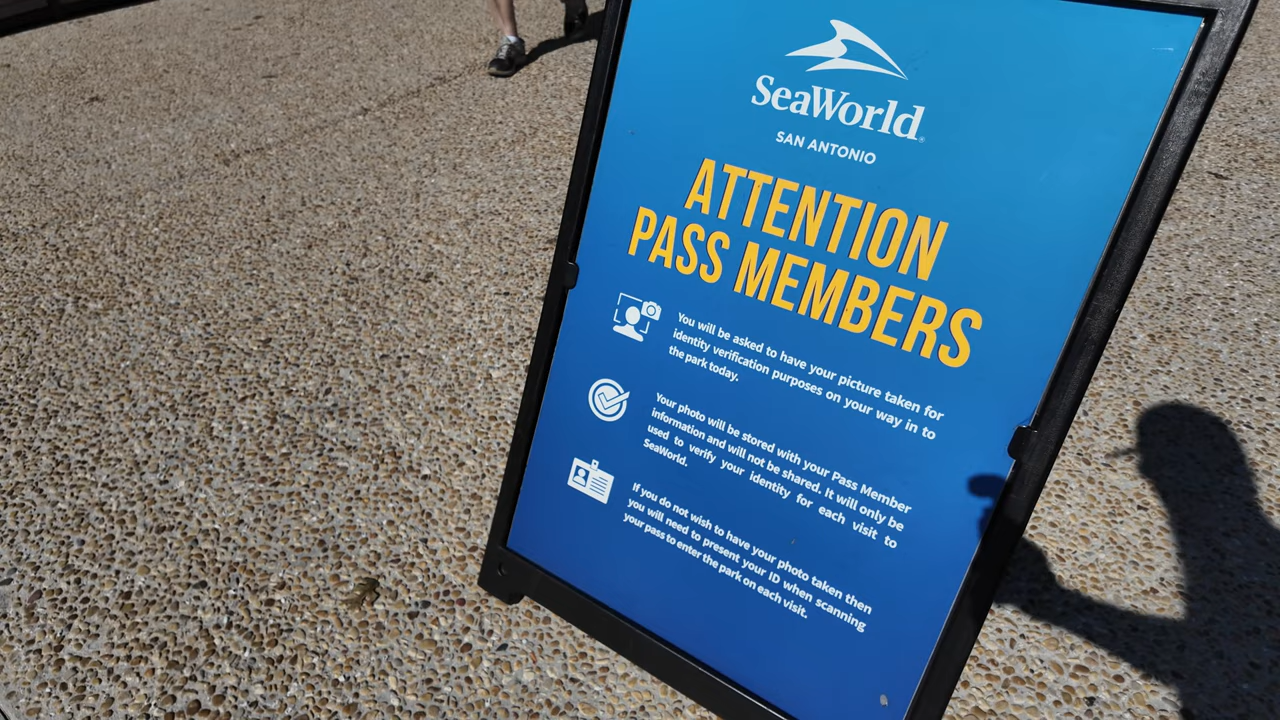 SeaWorld®
SAN ANTONIO
ATTENTION
PASS MEMBERS
You will be asked to have your picture taken for
identity verification purposes on your way in to
the park today.
Your photo will be stored with your Pass Member
information and will not be shared. It will only be
used to verify your identity for each visit to
SeaWorld.
If you do not wish to have your photo taken then
you will need to present your ID when scanning
your pass to enter the park on each visit.